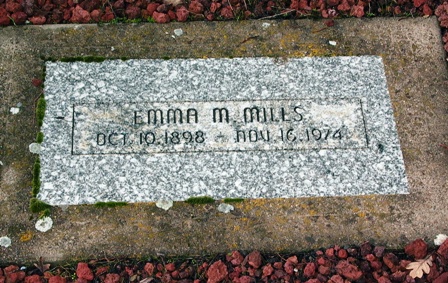 EMMA M. MILLS
OCT. 10, 1898 - NOV. 16, 1974